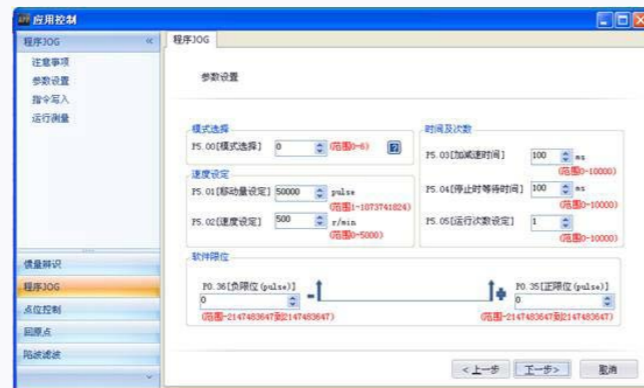 应用控制
程序JOG
注意事项
参数设置
指令写入
运行测量
惯量辨识
程序JOG
点位控制
回原点
陷波滤波
程序JOG
参数设置
模式选择
P5.00[模式选择] 0 (范围0-6)
速度设定
P5.01[移动量设定] 50000 pulse
(范围1-1073741824)
P5.02[速度设定] 500 r/min
(范围0-5000)
时间及次数
P5.03[加减速时间] 100 ms
(范围0-10000)
P5.04[停止时等待时间] 100 ms
(范围0-10000)
P5.05[运行次数设定] 1
(范围0-10000)
软件限位
P0.36[负限位(pulse)]
0
(范围-2147483647到2147483647)
P0.35[正限位(pulse)]
0
(范围-2147483647到2147483647)
<上一步 下一步> 取消